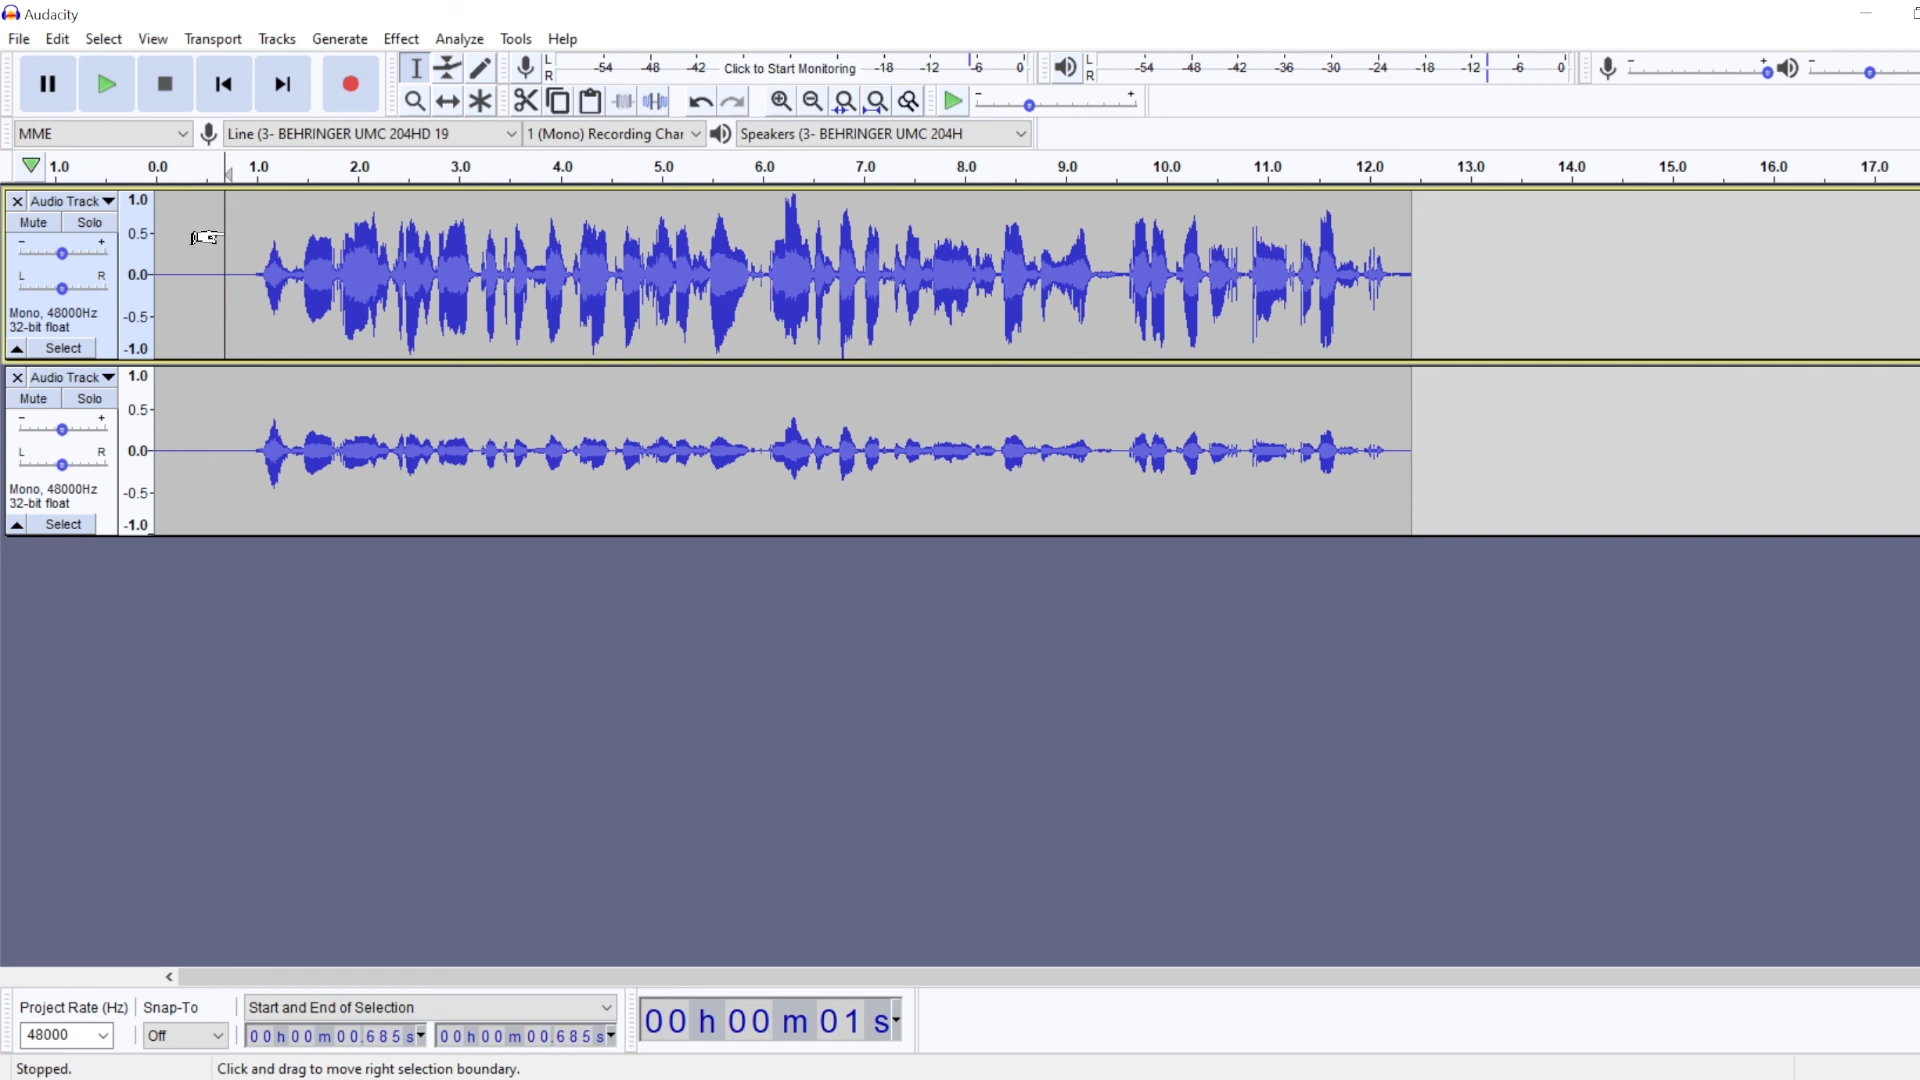 Audacity
File Edit Select View Transport Tracks Generate Effect Analyze Tools Help
L R -54 -48 -42 Click to Start Monitoring -18 -12 -6 0 L R -54 -48 -42 -36 -30 -24 -18 -12 -6 0 - + -
- +
MME Line (3- BEHRINGER UMC 204HD 19 1 (Mono) Recording Char Speakers (3- BEHRINGER UMC 204H
1.0 0.0 1.0 2.0 3.0 4.0 5.0 6.0 7.0 8.0 9.0 10.0 11.0 12.0 13.0 14.0 15.0 16.0 17.0
Audio Track 1.0
Mute Solo
- + 0.5
L R 0.0
Mono, 48000Hz -0.5
32-bit float
Select -1.0
Audio Track 1.0
Mute Solo
- + 0.5
L R 0.0
Mono, 48000Hz -0.5
32-bit float
Select -1.0
Project Rate (Hz) Snap-To Start and End of Selection
48000 Off 00 h 00 m 00.685 s 00 h 00 m 00.685 s 00 h 00 m 01 s
Stopped. Click and drag to move right selection boundary.